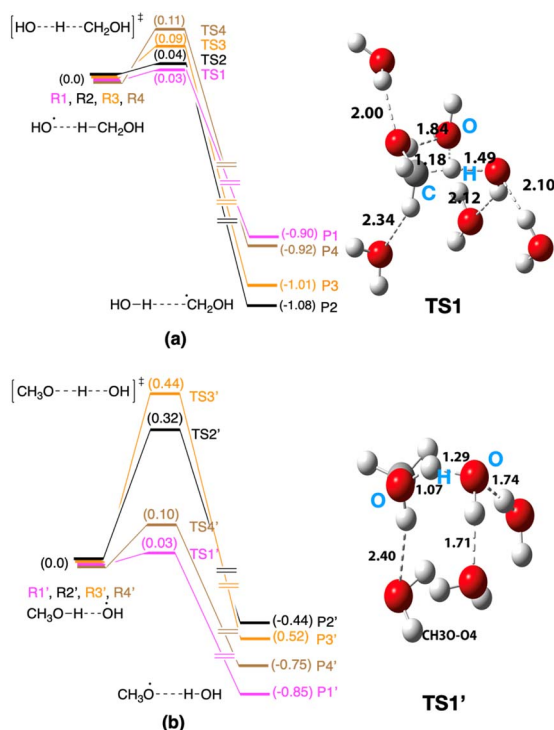 [HO---H---CH2OH]‡
(0.11)
TS4
(0.09)
TS3
(0.04)
TS2
(0.03)
TS1
(0.0)
R1, R2, R3, R4
HO•---H-CH2OH
(-0.90) P1
(-0.92) P4
(-1.01) P3
(-1.08) P2
HO-H----•CH2OH
(a)
2.00
1.84
O
1.18
H
1.49
C
2.12
2.10
2.34
TS1
[CH3O---H---OH]‡
(0.44)
TS3'
(0.32)
TS2'
(0.10)
TS4'
(0.03)
TS1'
(0.0)
R1', R2', R3', R4'
CH3O-H---•OH
(-0.44) P2'
(0.52) P3'
(-0.75) P4'
(-0.85) P1'
CH3O•---H-OH
(b)
1.29
O
H
1.07
1.74
O
2.40
1.71
CH3O-O4
TS1'